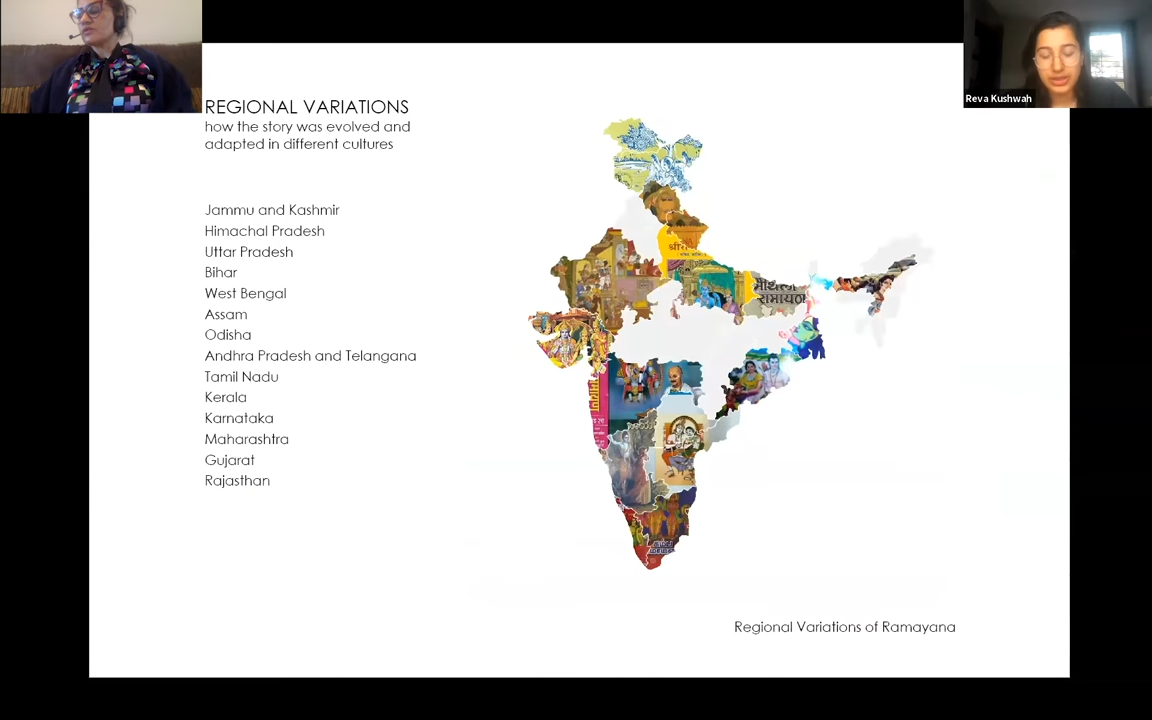 REGIONAL VARIATIONS
how the story was evolved and
adapted in different cultures
Jammu and Kashmir
Himachal Pradesh
Uttar Pradesh
Bihar
West Bengal
Assam
Odisha
Andhra Pradesh and Telangana
Tamil Nadu
Kerala
Karnataka
Maharashtra
Gujarat
Rajasthan
Reva Kushwah
रामायण
Regional Variations of Ramayana